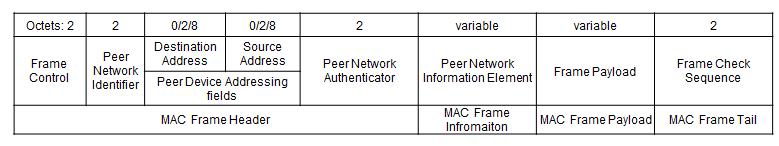 Octets: 2 2 0/2/8 0/2/8 2 variable variable 2
Frame
Control
Peer
Network
Identifier
Destination
Address
Source
Address
Peer Device Addressing
fields
Peer Network
Authenticator
Peer Network
Information Element
Frame Payload
Frame Check
Sequence
MAC Frame Header
MAC Frame
Infromaiton
MAC Frame Payload
MAC Frame Tail